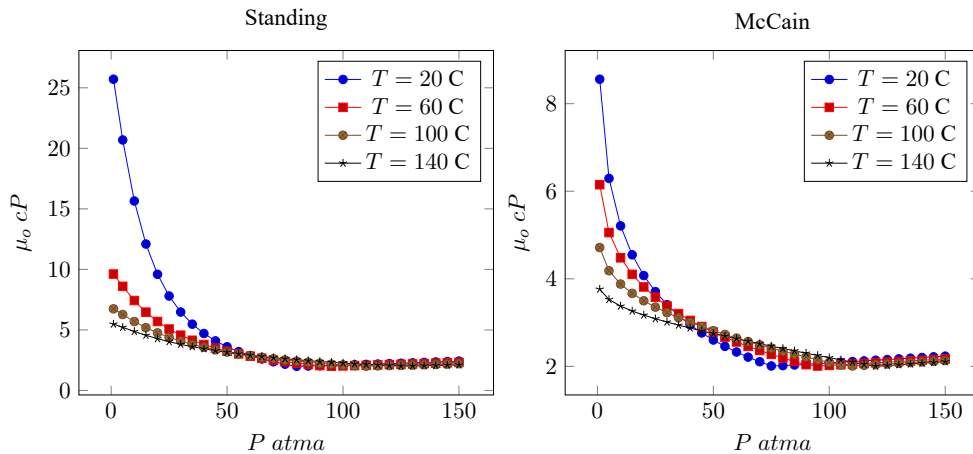 Standing
μo cP
25
20
15
10
5
0
0
50
100
150
P atma
T = 20 C
T = 60 C
T = 100 C
T = 140 C
McCain
μo cP
8
6
4
2
0
50
100
150
P atma
T = 20 C
T = 60 C
T = 100 C
T = 140 C